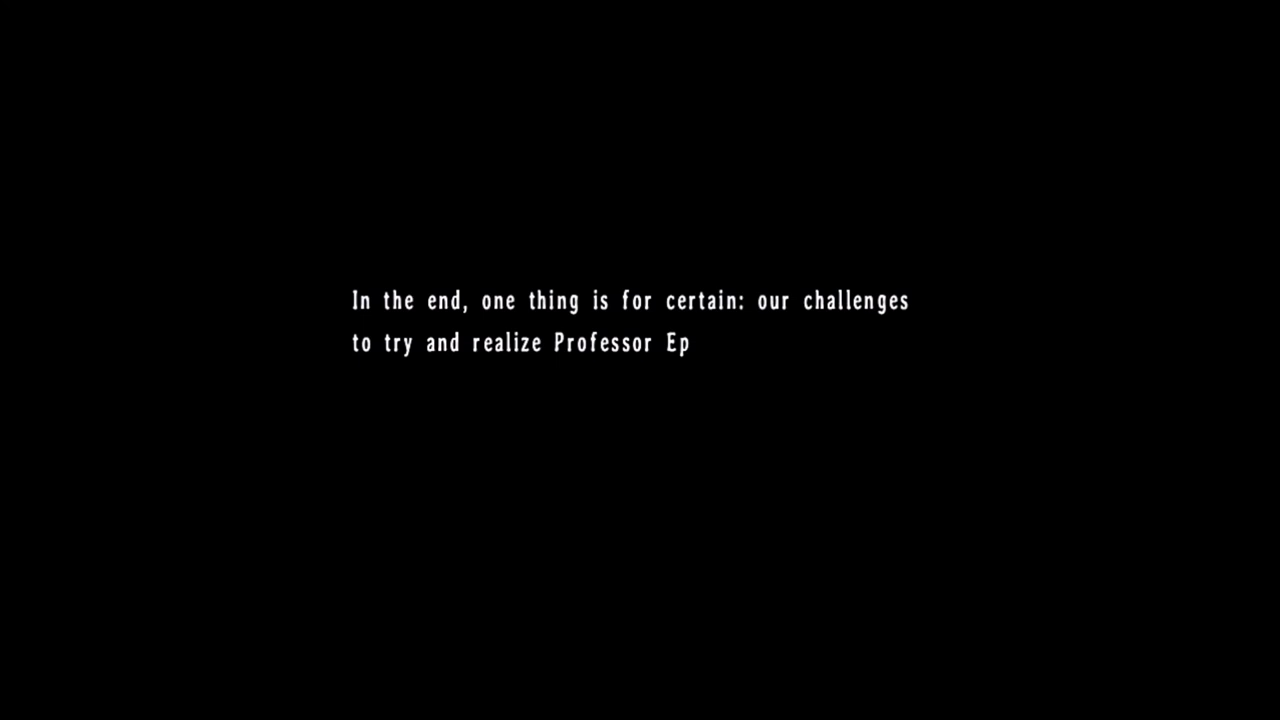 In the end, one thing is for certain: our challenges
to try and realize Professor Ep